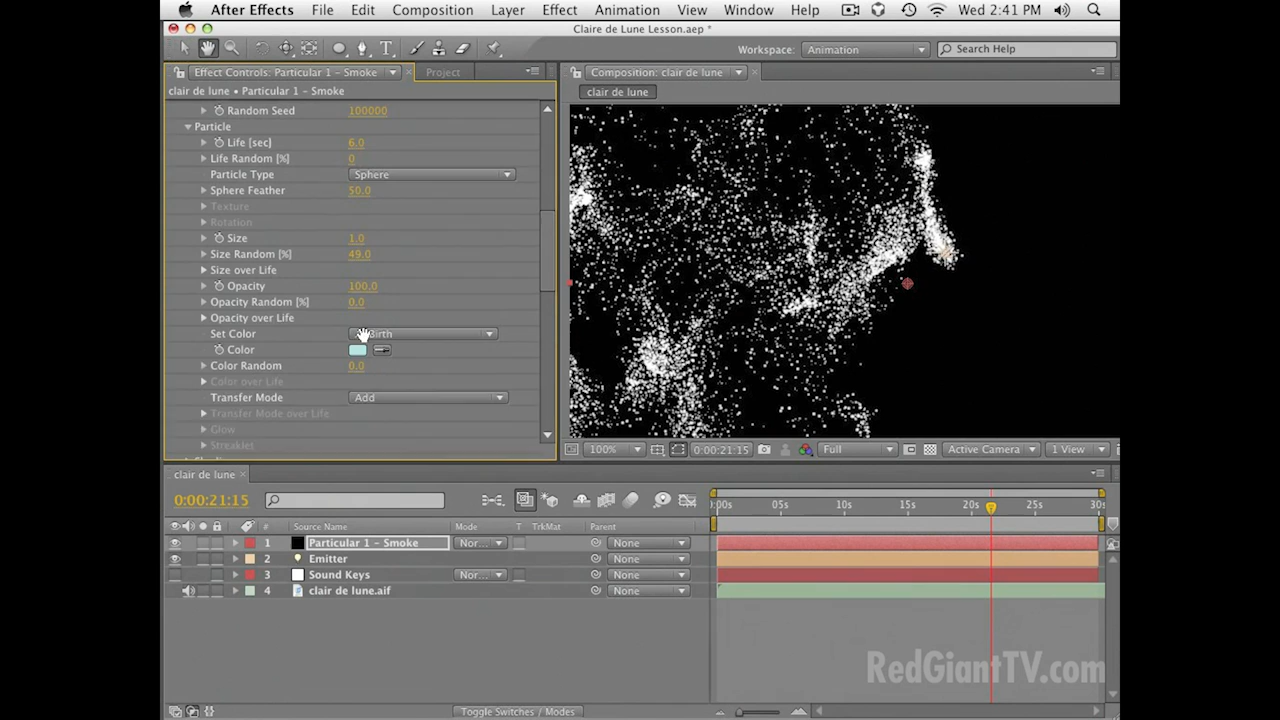 After Effects File Edit Composition Layer Effect Animation View Window Help Wed 2:41 PM
Claire de Lune Lesson.aep *
Workspace: Animation Search Help
Effect Controls: Particular 1 - Smoke Project Composition: clair de lune
clair de lune • Particular 1 - Smoke clair de lune
Random Seed 100000
Particle
Life [sec] 6.0
Life Random [%] 0
Particle Type Sphere
Sphere Feather 50.0
Texture
Rotation
Size 1.0
Size Random [%] 49.0
Size over Life
Opacity 100.0
Opacity Random [%] 0.0
Opacity over Life
Set Color Birth
Color
Color Random 0.0
Color over Life
Transfer Mode Add
Transfer Mode over Life
Glow
Streaklet
100% 0:00:21:15 Full Active Camera 1 View
clair de lune
0:00:21:15 05s 10s 15s 20s 25s 30s
# Source Name Mode T TrkMat Parent
1 Particular 1 - Smoke Nor... None
2 Emitter None
3 Sound Keys Nor... None
4 clair de lune.aif None
RedGiantTV.com
Toggle Switches / Modes